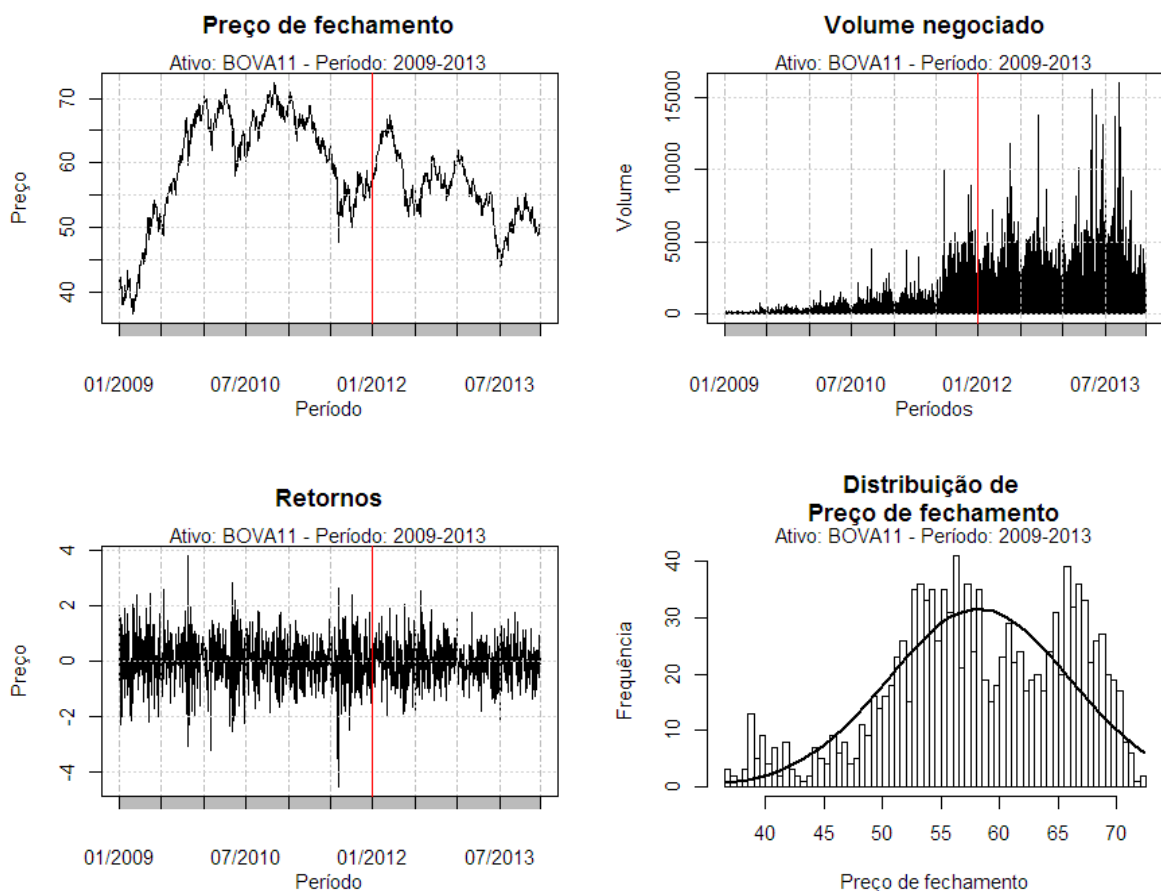 Preço de fechamento
Ativo: BOVA11 - Período: 2009-2013
Preço
70
60
50
40
01/2009 07/2010 01/2012 07/2013
Período
Volume negociado
Ativo: BOVA11 - Período: 2009-2013
Volume
15000
10000
5000
0
01/2009 07/2010 01/2012 07/2013
Períodos
Retornos
Ativo: BOVA11 - Período: 2009-2013
Preço
4
2
0
-2
-4
01/2009 07/2010 01/2012 07/2013
Período
Distribuição de
Preço de fechamento
Ativo: BOVA11 - Período: 2009-2013
Frequência
40
30
20
10
0
40 45 50 55 60 65 70
Preço de fechamento